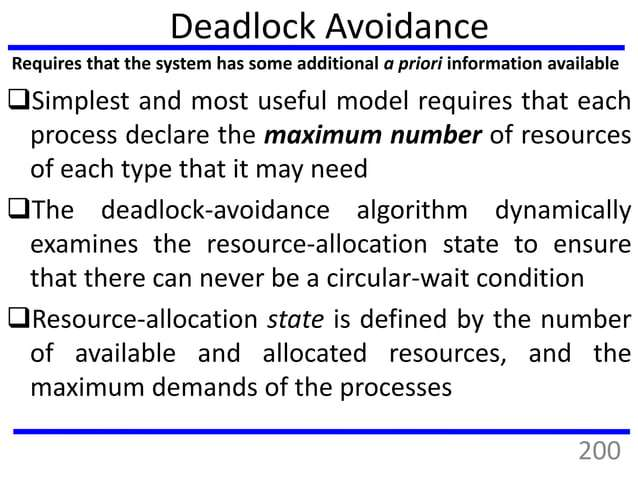 Deadlock Avoidance
Requires that the system has some additional a priori information available
❑Simplest and most useful model requires that each
process declare the maximum number of resources
of each type that it may need
❑The deadlock-avoidance algorithm dynamically
examines the resource-allocation state to ensure
that there can never be a circular-wait condition
❑Resource-allocation state is defined by the number
of available and allocated resources, and the
maximum demands of the processes
200